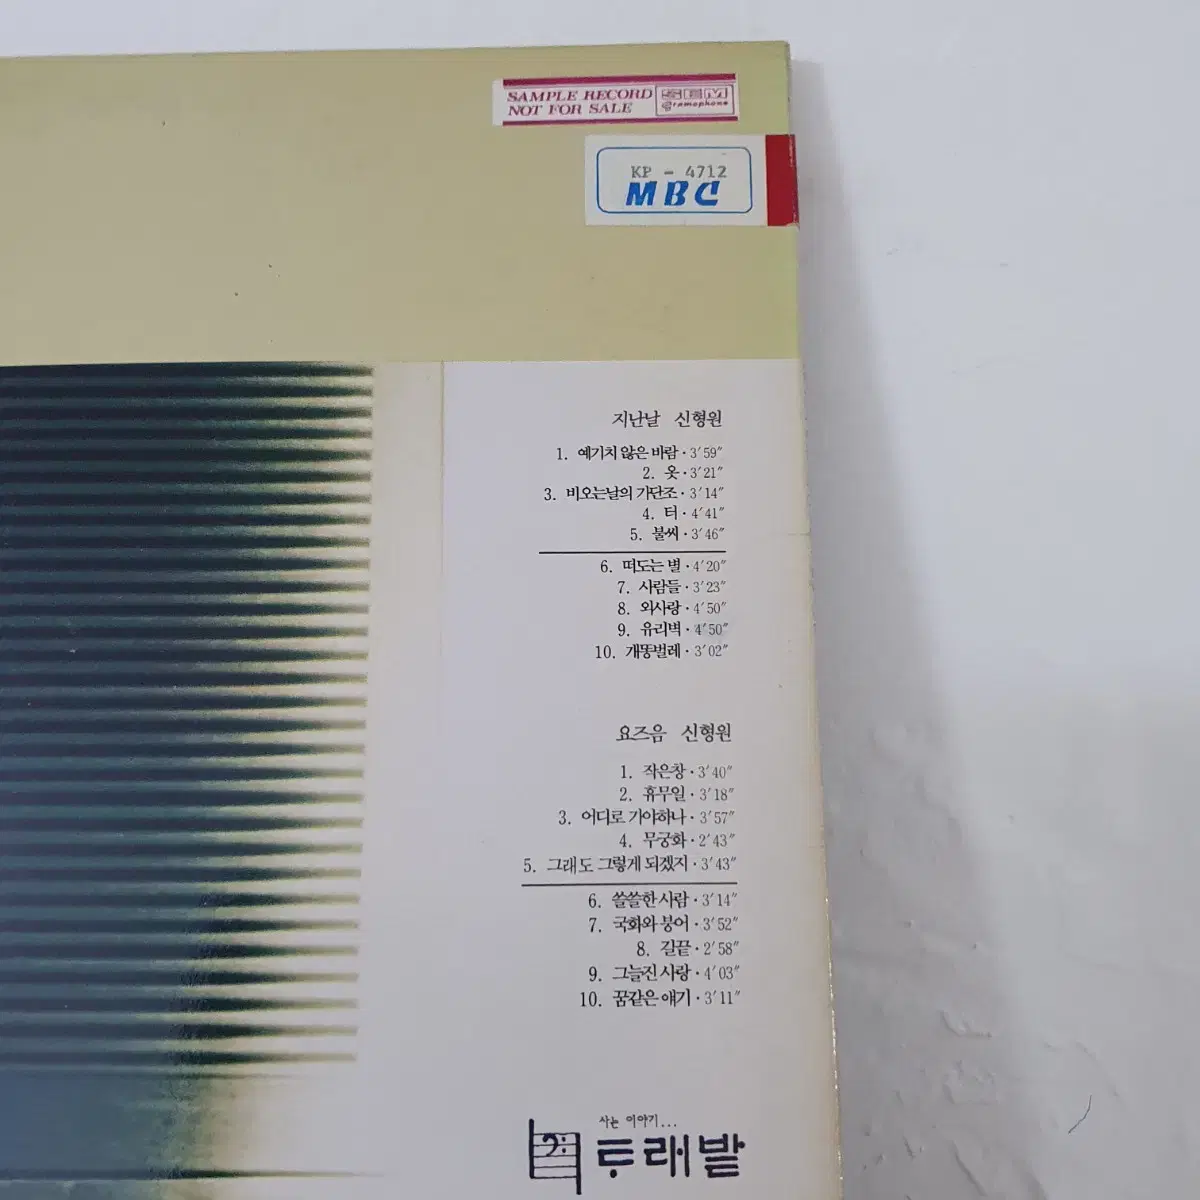 SAMPLE RECORD
NOT FOR SALE
SEM
Gramophone
KP - 4712
MBC
지난날 신형원
1. 예기치 않은 바람 · 3′59″
2. 옷 · 3′21″
3. 비오는날의 가단조 · 3′14″
4. 터 · 4′41″
5. 불씨 · 3′46″
6. 떠도는 별 · 4′20″
7. 사람들 · 3′23″
8. 외사랑 · 4′50″
9. 유리벽 · 4′50″
10. 개똥벌레 · 3′02″
요즈음 신형원
1. 작은창 · 3′40″
2. 휴무일 · 3′18″
3. 어디로 가야하나 · 3′57″
4. 무궁화 · 2′43″
5. 그래도 그렇게 되겠지 · 3′43″
6. 쓸쓸한 사람 · 3′14″
7. 국화와 붕어 · 3′52″
8. 길끝 · 2′58″
9. 그늘진 사랑 · 4′03″
10. 꿈같은 얘기 · 3′11″
사는 이야기...
두래밭